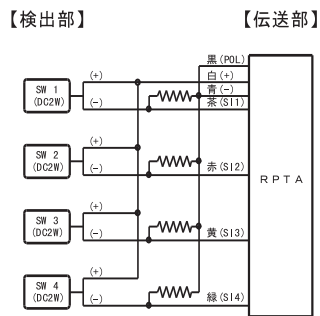 【検出部】
【伝送部】
黒(POL)
(+)
白(+)
SW 1
(DC2W)
青(-)
(-)
茶(SI1)
(+)
SW 2
(DC2W)
(-)
赤(SI2)
RPTA
(+)
SW 3
(DC2W)
(-)
黄(SI3)
(+)
SW 4
(DC2W)
(-)
緑(SI4)